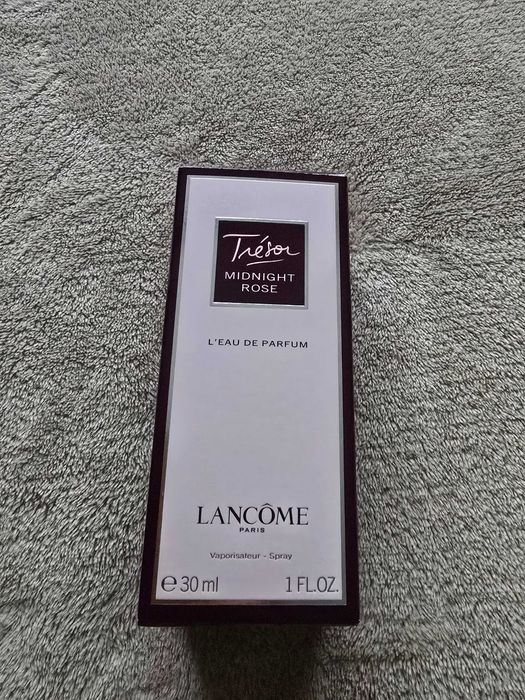 Trésor
MIDNIGHT
ROSE
L'EAU DE PARFUM
LANCÔME
PARIS
Vaporisateur - Spray
e 30 ml 1 FL.OZ.